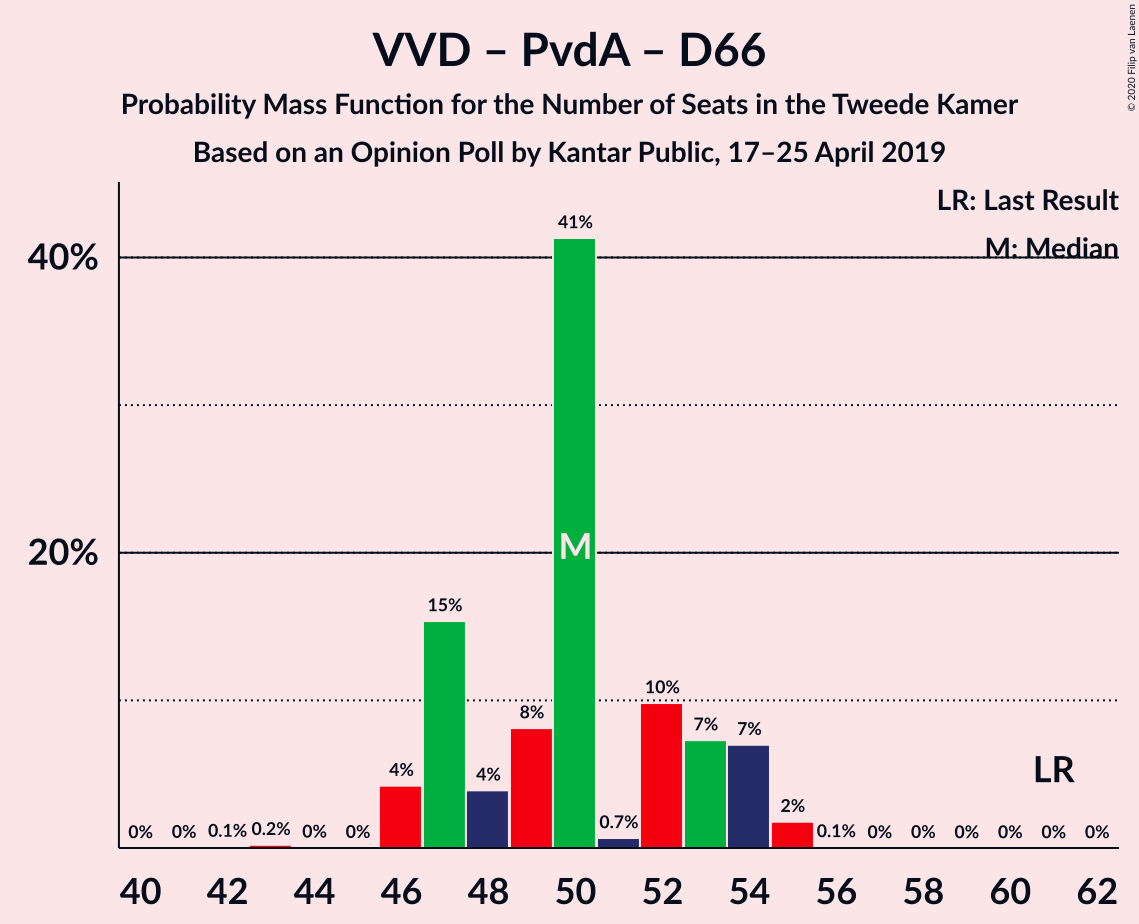 VVD – PvdA – D66
Probability Mass Function for the Number of Seats in the Tweede Kamer
Based on an Opinion Poll by Kantar Public, 17–25 April 2019
© 2020 Filip van Laenen
LR: Last Result
M: Median
41%
40%
M
20%
15%
10%
8%
7%
7%
LR
4%
4%
2%
0.7%
0% 0% 0.1% 0.2% 0% 0% 0.1% 0% 0% 0% 0% 0% 0%
40 42 44 46 48 50 52 54 56 58 60 62